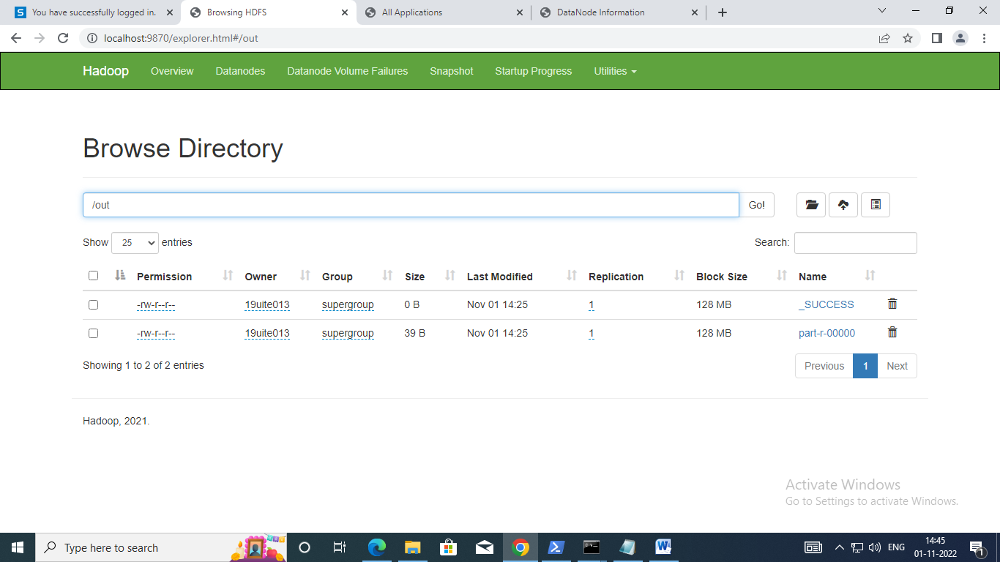 You have successfully logged in.
Browsing HDFS
All Applications
DataNode Information
localhost:9870/explorer.html#/out
Hadoop Overview Datanodes Datanode Volume Failures Snapshot Startup Progress Utilities
Browse Directory
/out Go!
Show 25 entries Search:
Permission Owner Group Size Last Modified Replication Block Size Name
-rw-r--r-- 19uite013 supergroup 0 B Nov 01 14:25 1 128 MB _SUCCESS
-rw-r--r-- 19uite013 supergroup 39 B Nov 01 14:25 1 128 MB part-r-00000
Showing 1 to 2 of 2 entries Previous 1 Next
Hadoop, 2021.
Activate Windows
Go to Settings to activate Windows.
Type here to search
ENG
14:45
01-11-2022
1